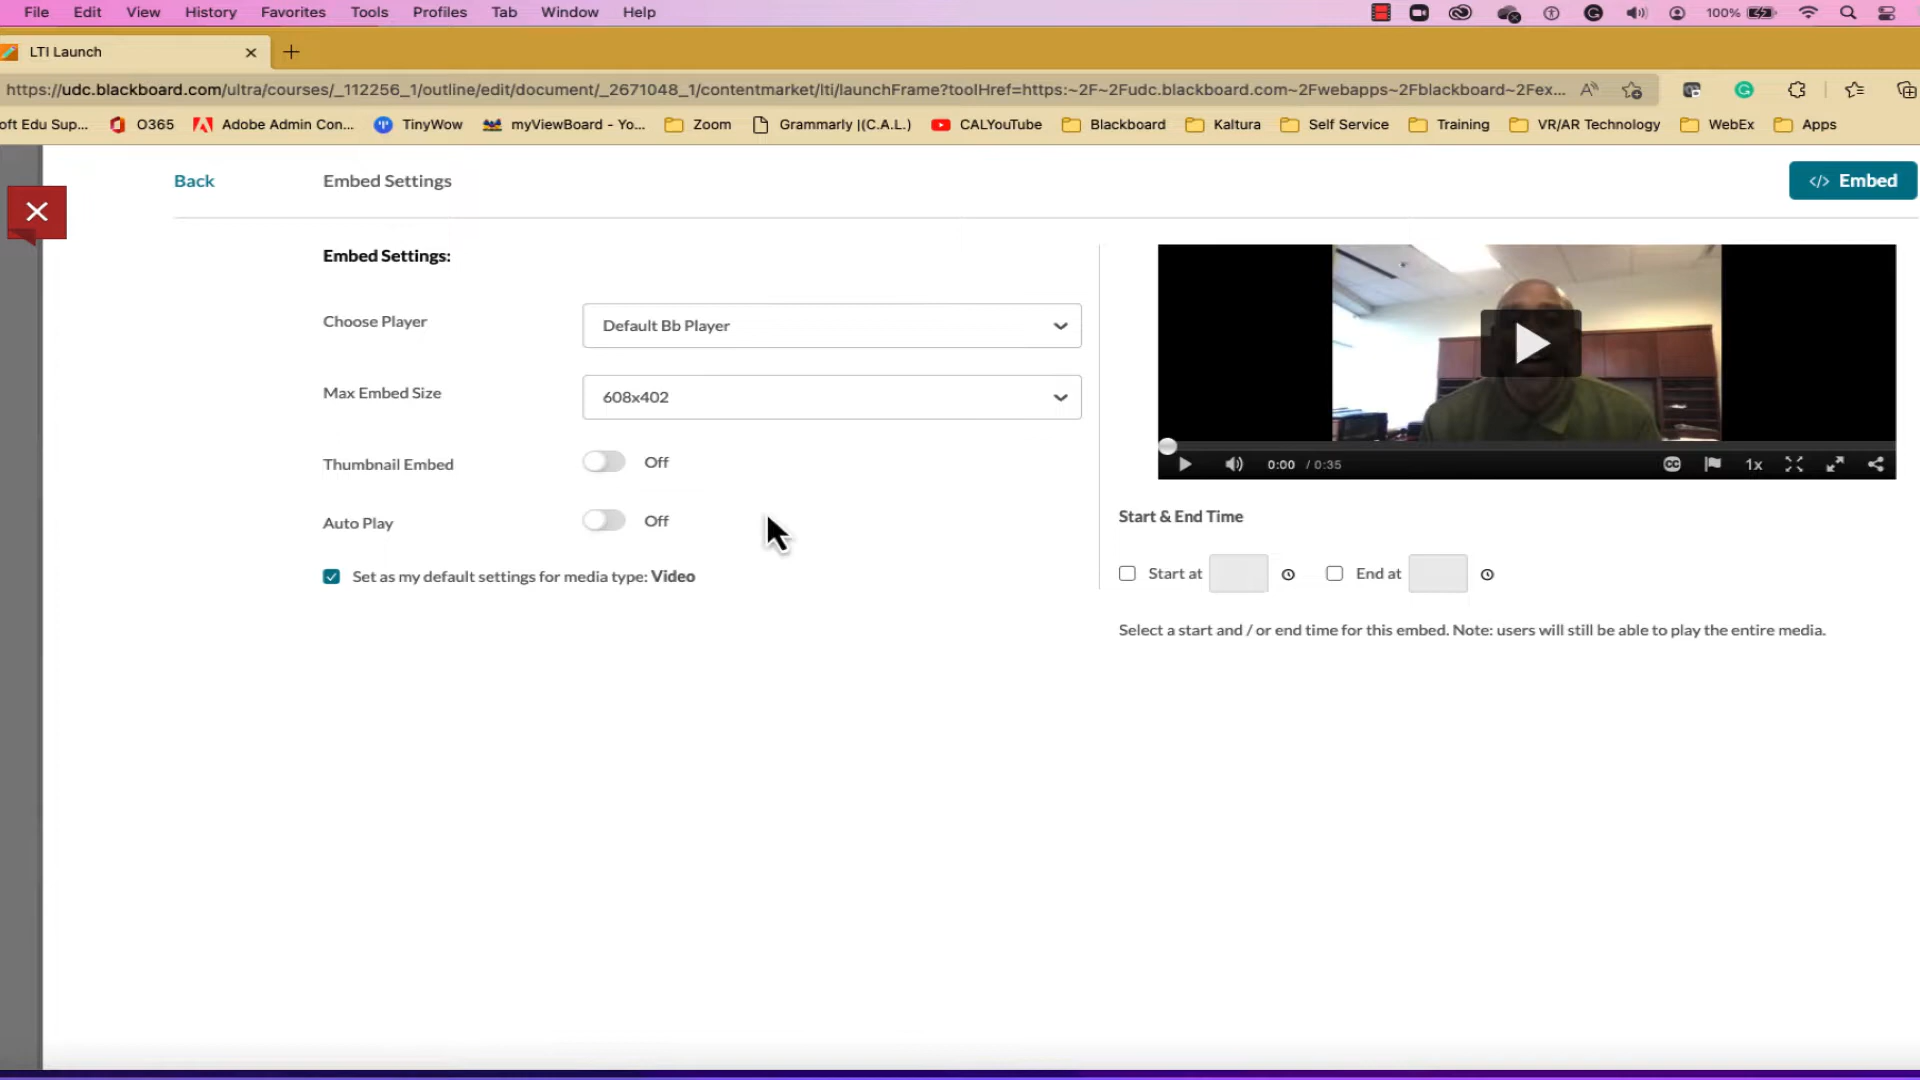 File Edit View History Favorites Tools Profiles Tab Window Help 100%
LTI Launch
https://udc.blackboard.com/ultra/courses/_112256_1/outline/edit/document/_2671048_1/contentmarket/lti/launchFrame?toolHref=https:~2F~2Fudc.blackboard.com~2Fwebapps~2Fblackboard~2Fex...
oft Edu Sup... O365 Adobe Admin Con... TinyWow myViewBoard - Yo... Zoom Grammarly |(C.A.L.) CALYouTube Blackboard Kaltura Self Service Training VR/AR Technology WebEx Apps
Back Embed Settings </> Embed
Embed Settings:
Choose Player Default Bb Player
Max Embed Size 608x402
Thumbnail Embed Off
Auto Play Off
Set as my default settings for media type: Video
0:00 / 0:35 CC 1x
Start & End Time
Start at End at
Select a start and / or end time for this embed. Note: users will still be able to play the entire media.